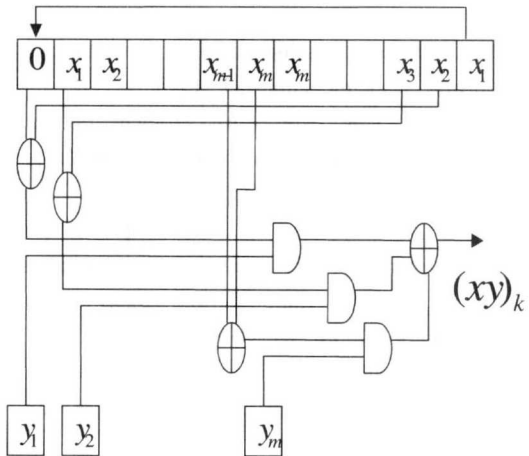 0 x₁ x₂ xₘ₋₁ xₘ xₘ x₃ x₂ x₁
(xy)ₖ
y₁ y₂ yₘ